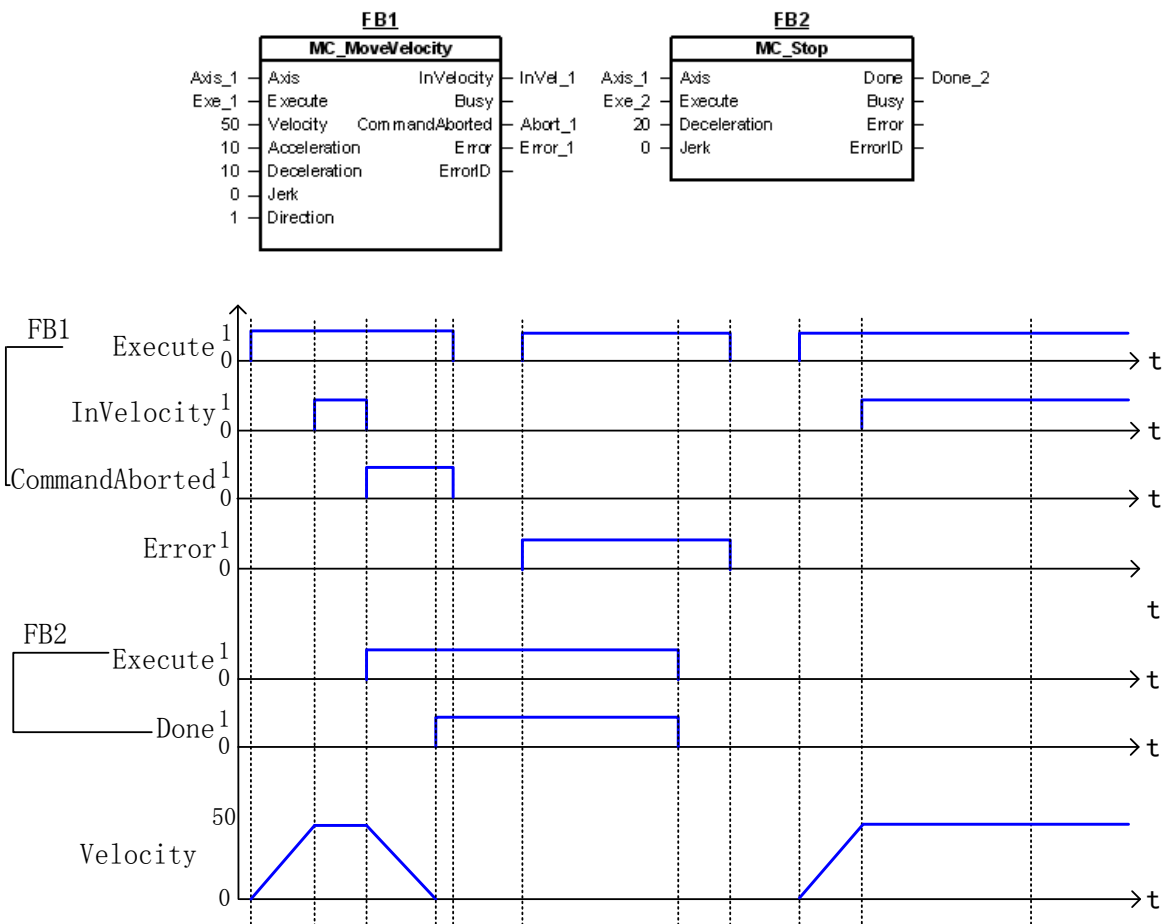 FB1
FB2
MC_MoveVelocity
MC_Stop
Axis_1 Axis InVelocity InVel_1
Exe_1 Execute Busy
50 Velocity CommandAborted Abort_1
10 Acceleration Error Error_1
10 Deceleration ErrorID
0 Jerk
1 Direction
Axis_1 Axis Done Done_2
Exe_2 Execute Busy
20 Deceleration Error
0 Jerk ErrorID
FB1
Execute 1
0 t
InVelocity 1
0 t
CommandAborted 1
0 t
Error 1
0
t
FB2
Execute 1
0 t
Done 1
0 t
50
Velocity
0 t